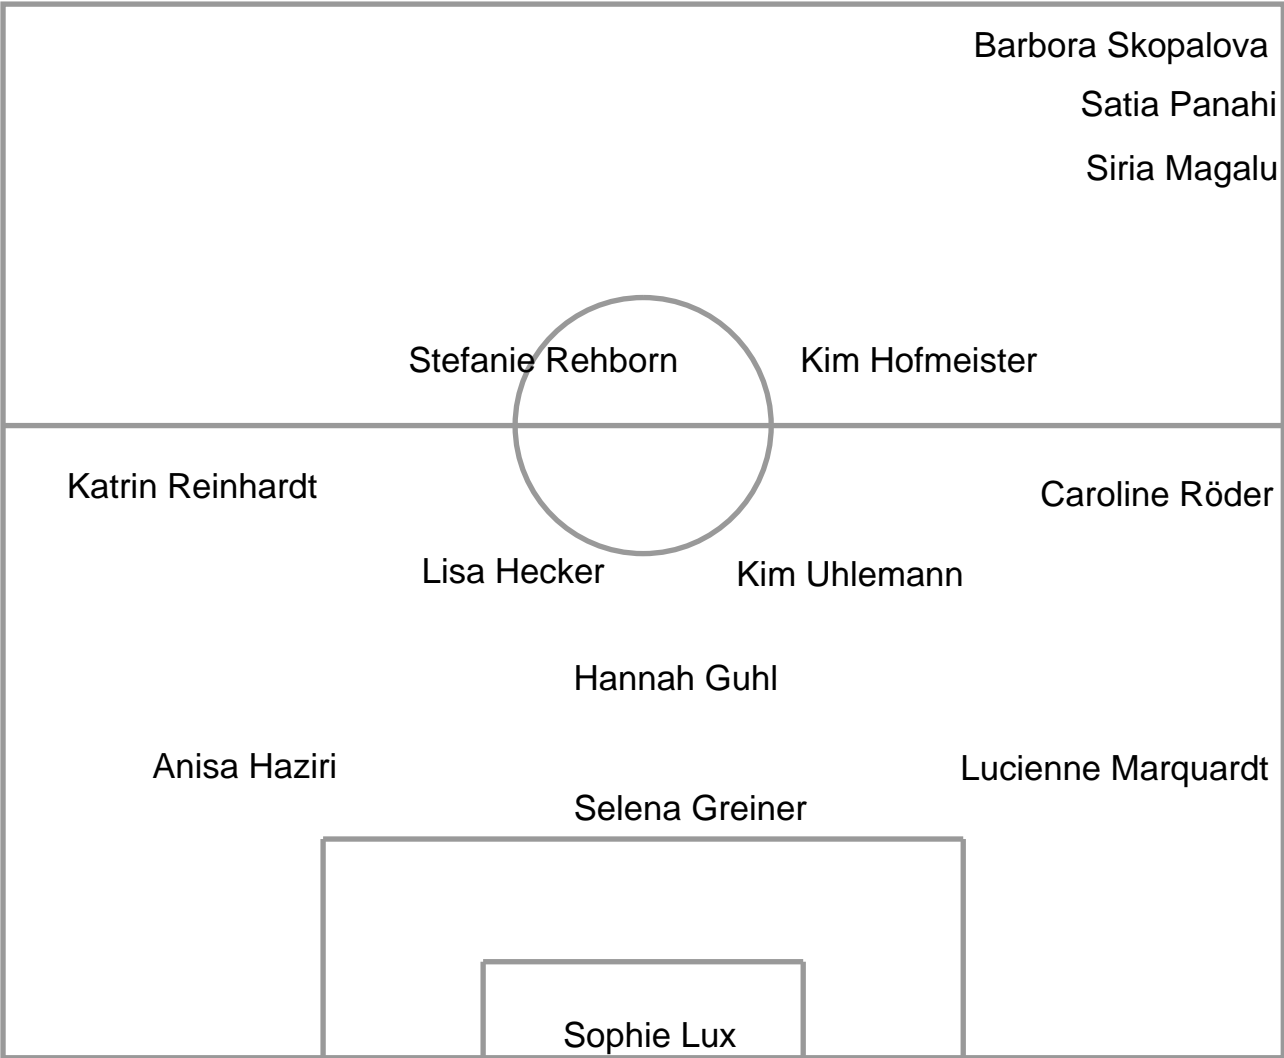 Barbora Skopalova
Satia Panahi
Siria Magalu
Stefanie Rehborn
Kim Hofmeister
Katrin Reinhardt
Caroline Röder
Lisa Hecker
Kim Uhlemann
Hannah Guhl
Anisa Haziri
Lucienne Marquardt
Selena Greiner
Sophie Lux